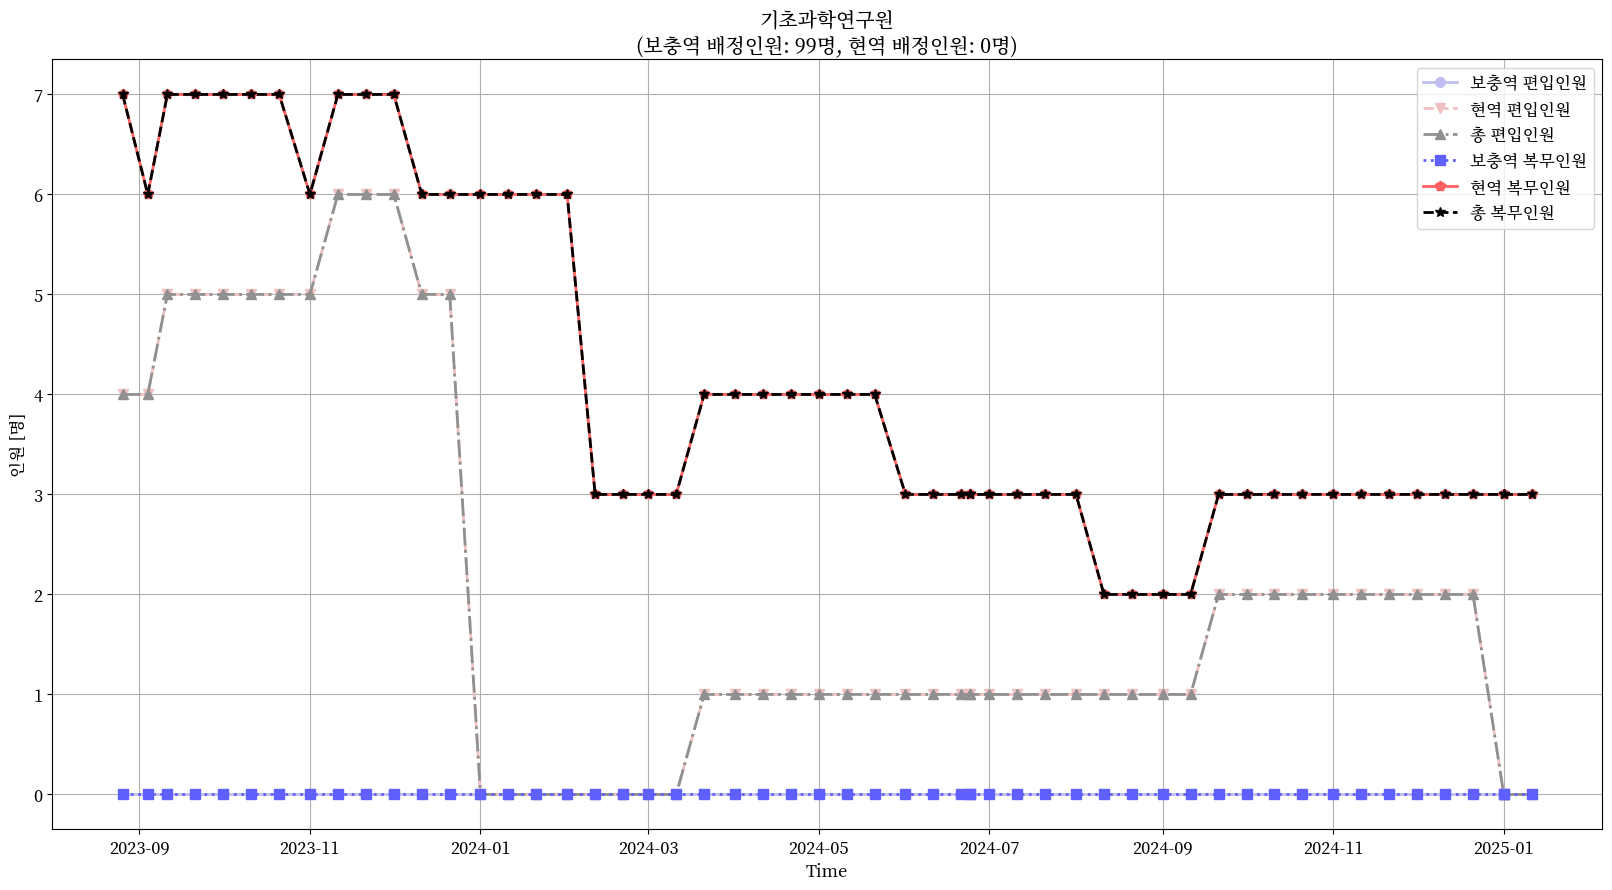 기초과학연구원
(보충역 배정인원: 99명, 현역 배정인원: 0명)
보충역 편입인원
현역 편입인원
총 편입인원
보충역 복무인원
현역 복무인원
총 복무인원
7
6
5
4
3
2
1
0
인원 [명]
2023-09
2023-11
2024-01
2024-03
2024-05
2024-07
2024-09
2024-11
2025-01
Time